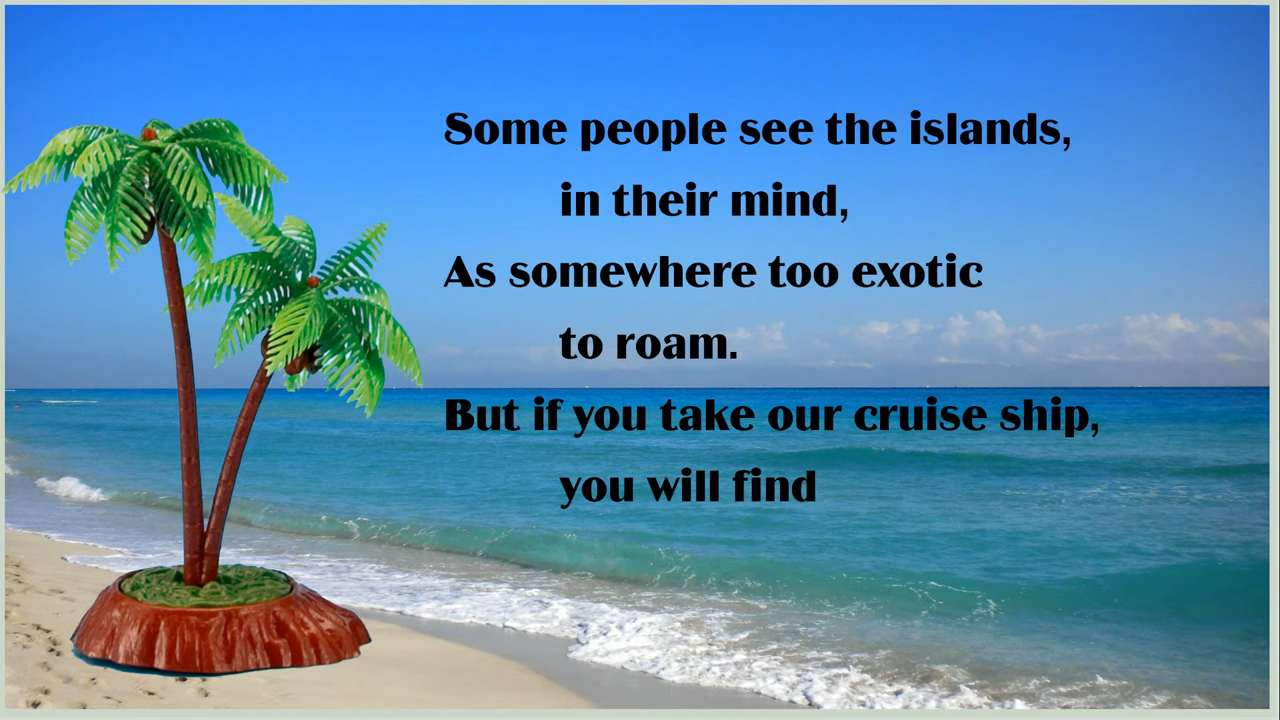 Some people see the islands,
in their mind,
As somewhere too exotic
to roam.
But if you take our cruise ship,
you will find